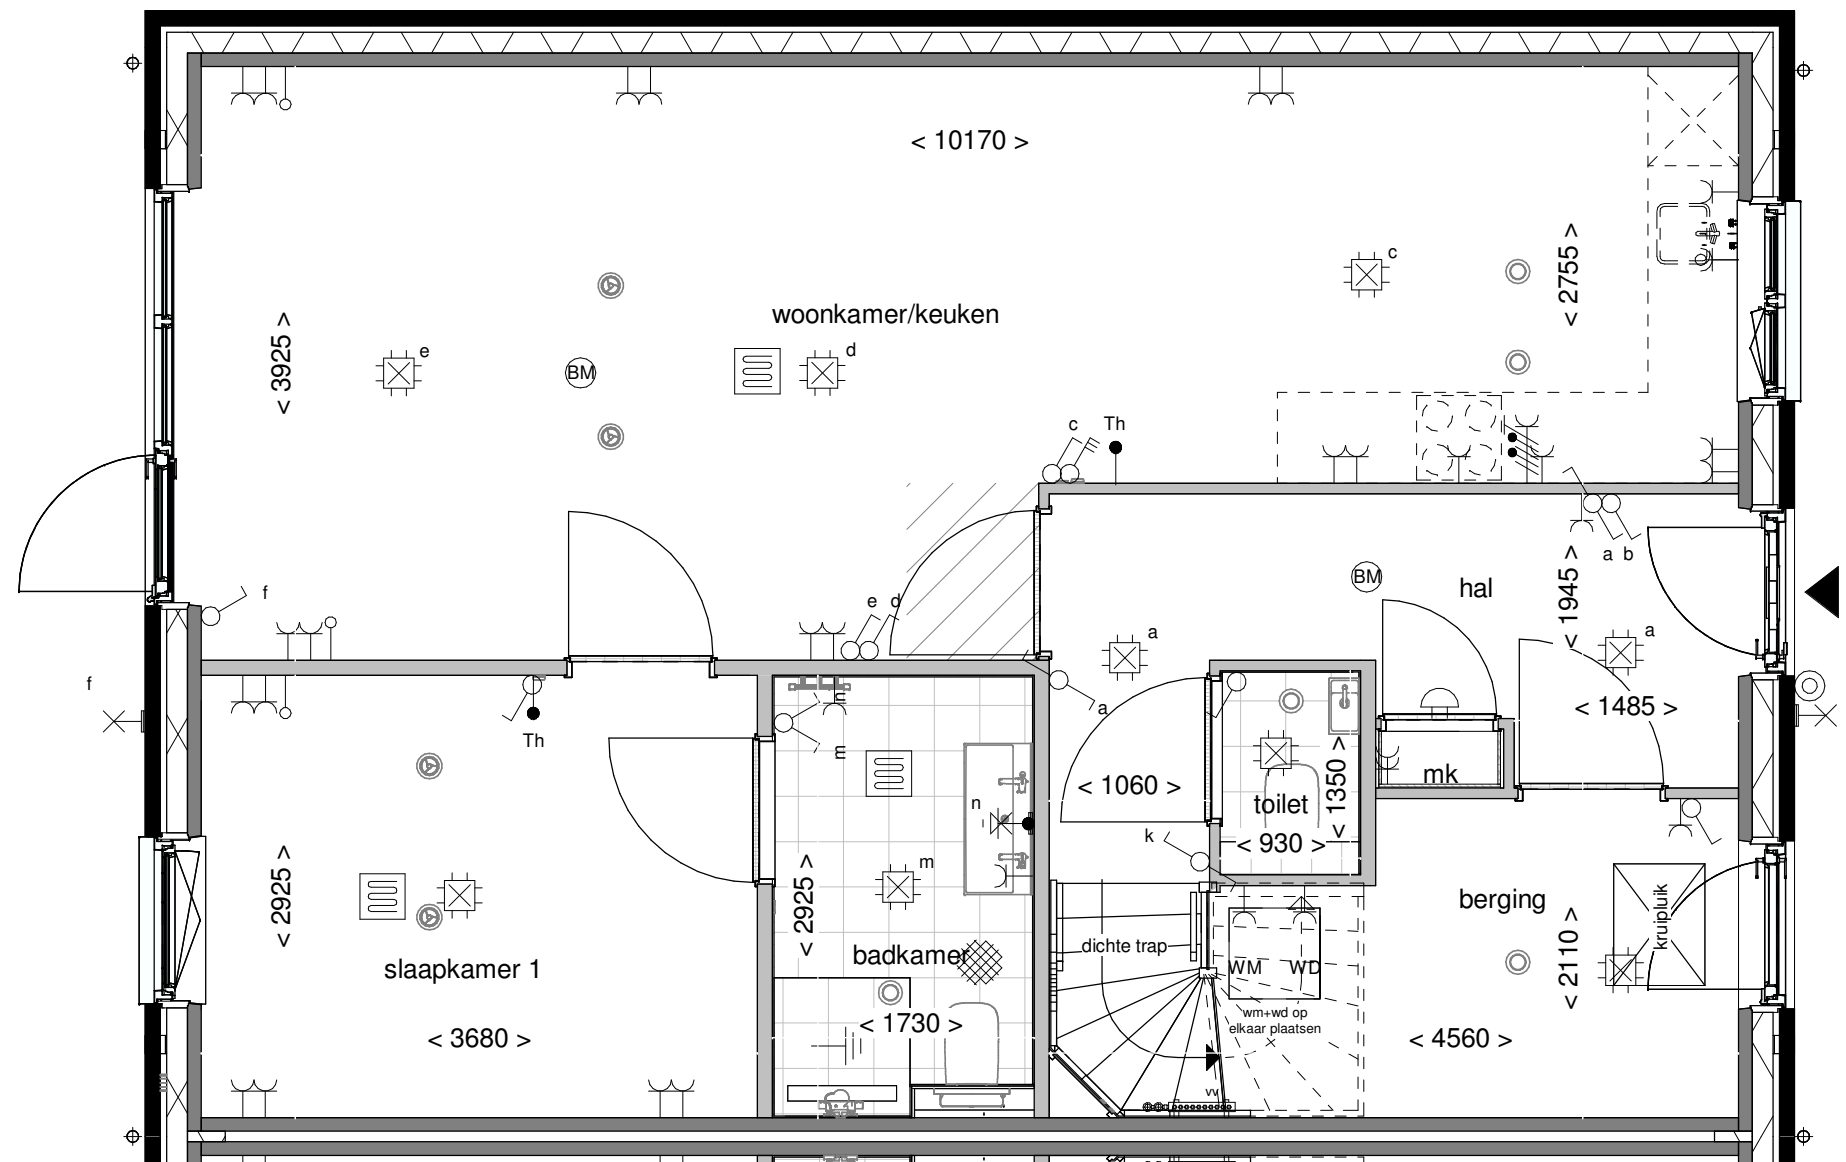 < 10170 >
c
< 2755 >
woonkamer/keuken
< 3925 >
e
BM
d
c
Th
a b
BM
hal
< 1945 >
f
e d
a
a
f
a
< 1485 >
Th
m
m
< 1060 >
toilet
< 1350 >
mk
n
k
< 930 >
< 2925 >
< 2925 >
m
berging
kruipluik
dichte trap
badkamer
slaapkamer 1
WM WD
< 2110 >
wm+wd op
elkaar plaatsen
< 3680 >
< 1730 >
< 4560 >
vv